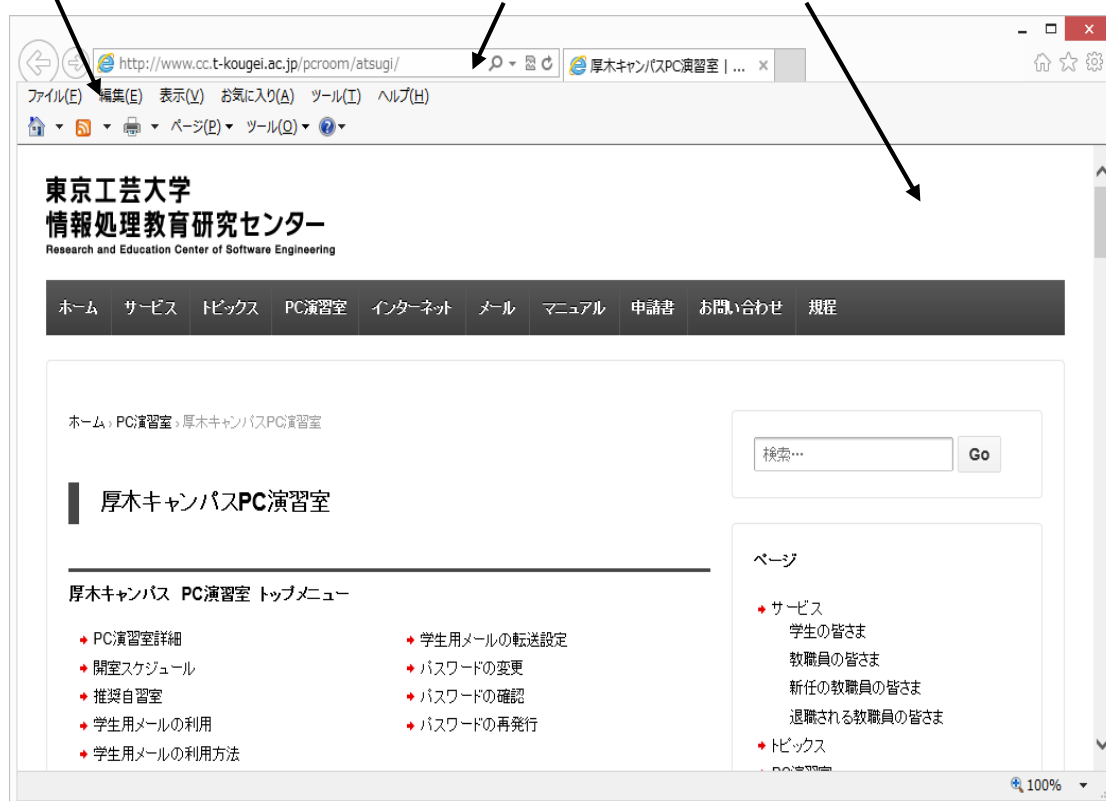 http://www.cc.t-kougei.ac.jp/pcroom/atsugi/
厚木キャンパスPC演習室 | ...
ファイル(F) 編集(E) 表示(V) お気に入り(A) ツール(T) ヘルプ(H)
ページ(P) ツール(O)
東京工芸大学
情報処理教育研究センター
Research and Education Center of Software Engineering
ホーム サービス トピックス PC演習室 インターネット メール マニュアル 申請書 お問い合わせ 規程
ホーム › PC演習室 › 厚木キャンパスPC演習室
検索… Go
厚木キャンパスPC演習室
厚木キャンパス PC演習室 トップメニュー
PC演習室詳細
開室スケジュール
推奨自習室
学生用メールの利用
学生用メールの利用方法
学生用メールの転送設定
パスワードの変更
パスワードの確認
パスワードの再発行
ページ
サービス
学生の皆さま
教職員の皆さま
新任の教職員の皆さま
退職される教職員の皆さま
トピックス
PC演習室
100%